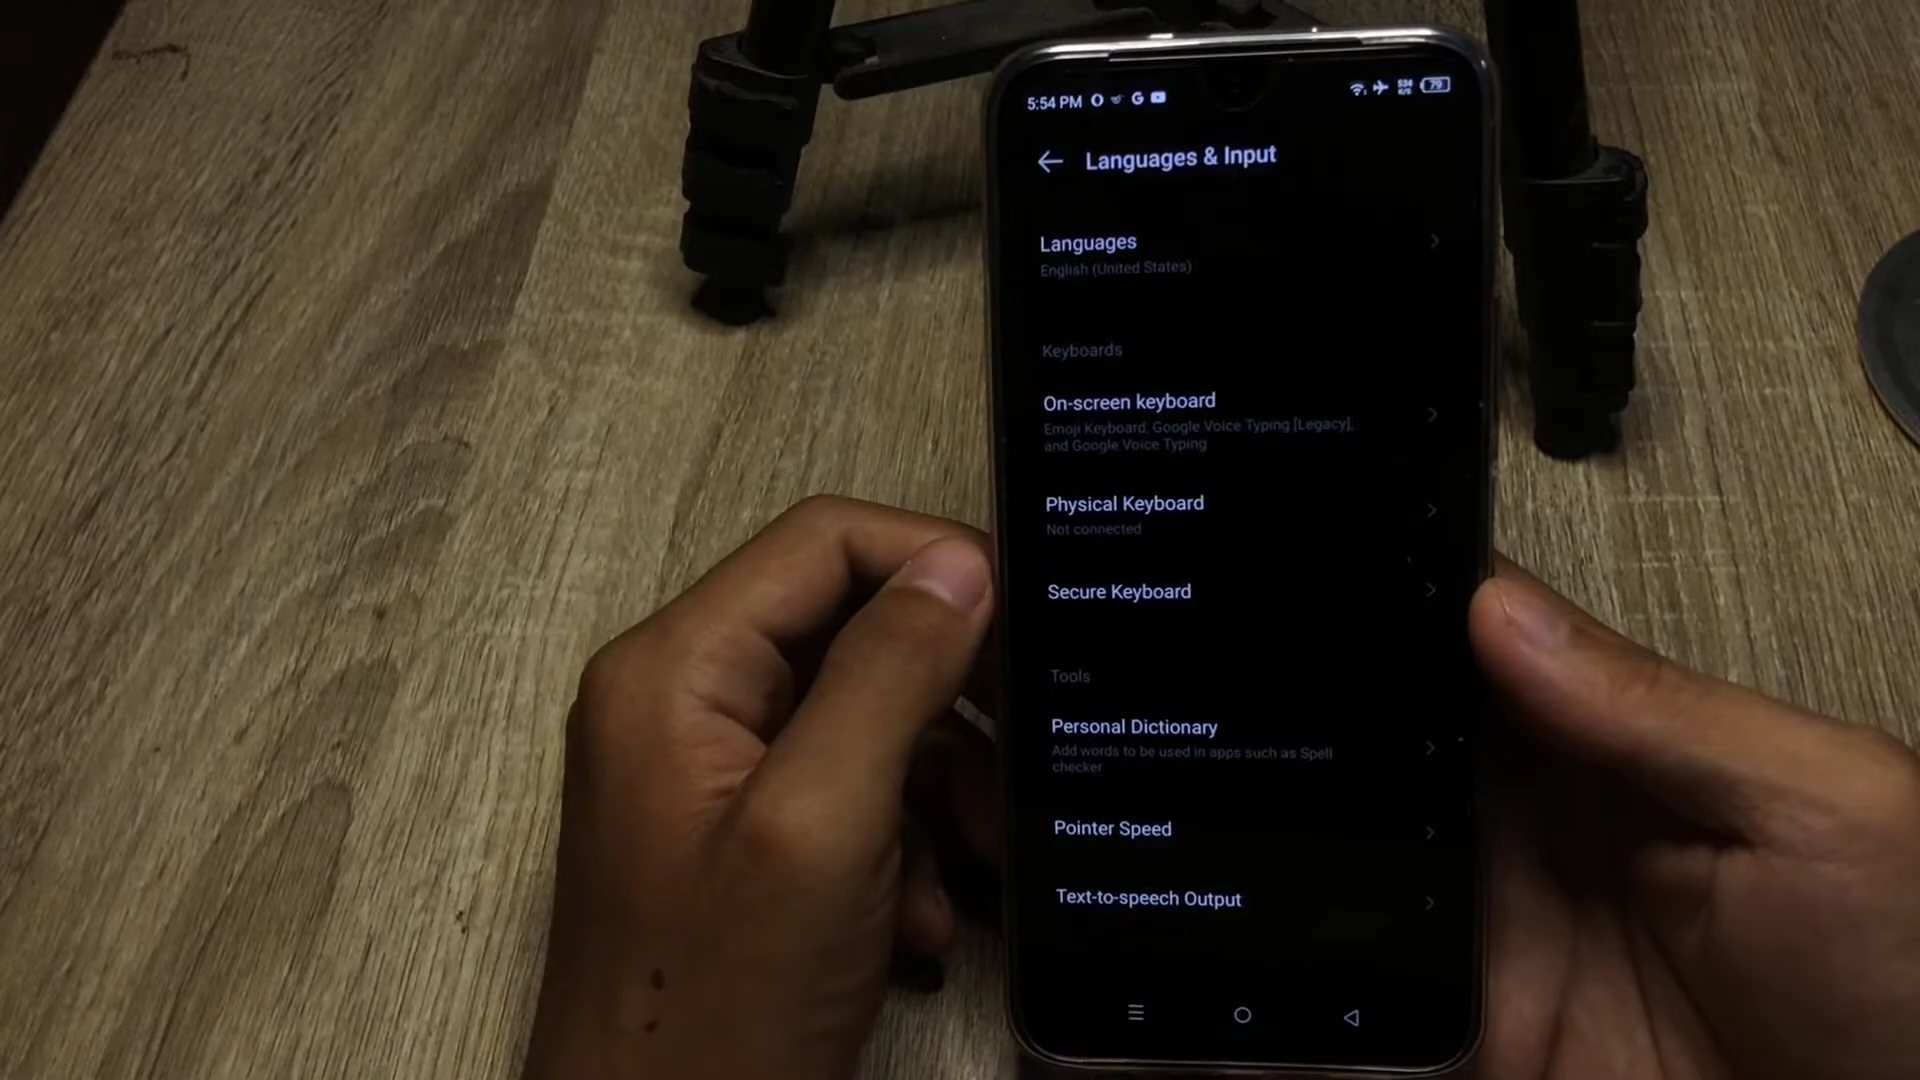 5:54 PM
534
K/S
79
Languages & Input
Languages
English (United States)
Keyboards
On-screen keyboard
Emoji Keyboard, Google Voice Typing [Legacy],
and Google Voice Typing
Physical Keyboard
Not connected
Secure Keyboard
Tools
Personal Dictionary
Add words to be used in apps such as Spell
checker
Pointer Speed
Text-to-speech Output